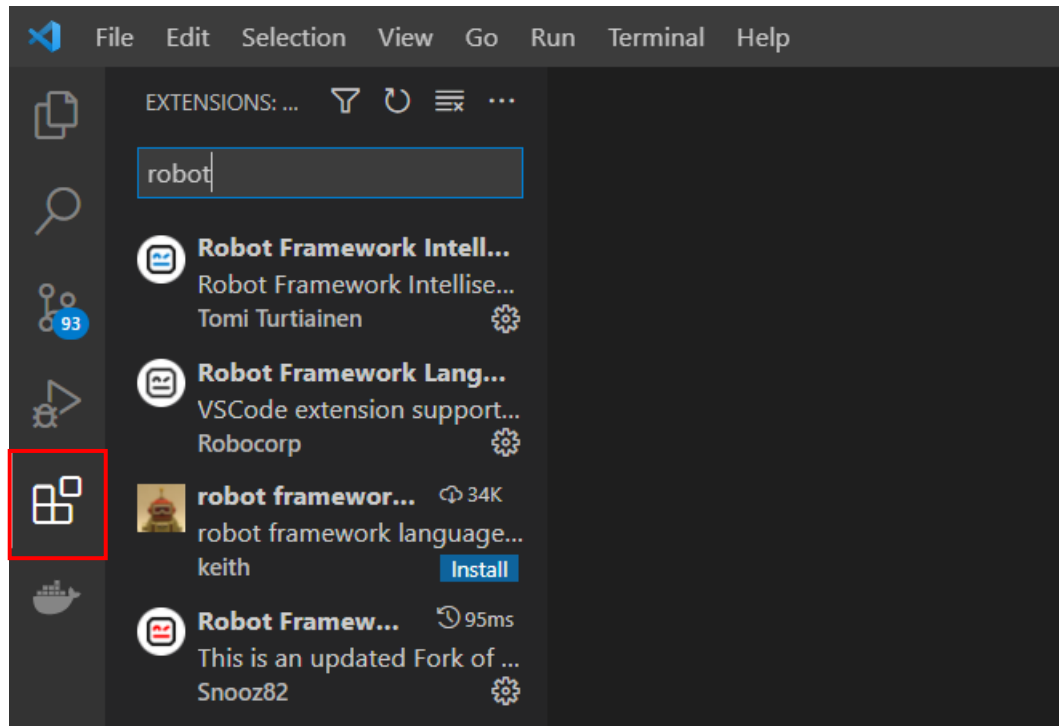 File Edit Selection View Go Run Terminal Help
EXTENSIONS: ...
robot
Robot Framework Intell...
Robot Framework Intellise...
Tomi Turtiainen
93
Robot Framework Lang...
VSCode extension support...
Robocorp
robot framewor... 34K
robot framework language...
keith Install
Robot Framew... 95ms
This is an updated Fork of ...
Snooz82